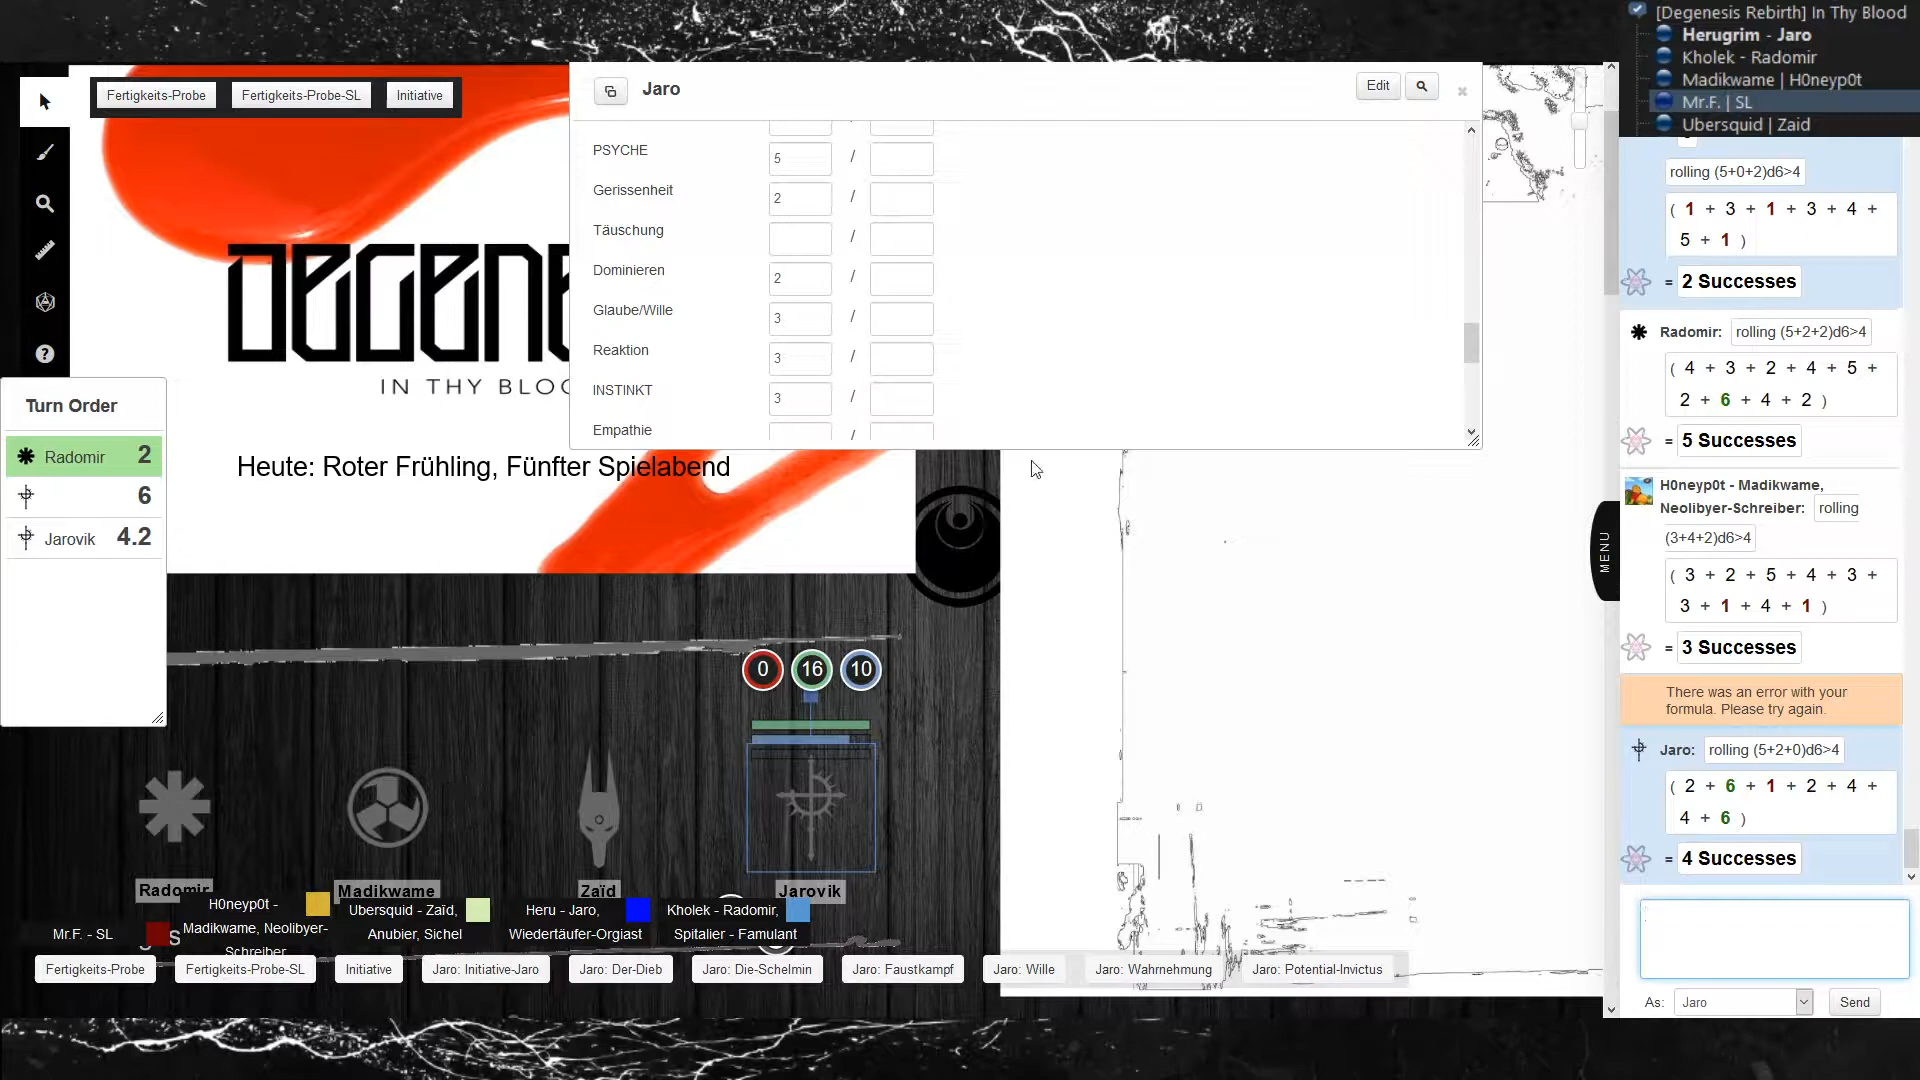 [Degenesis Rebirth] In Thy Blood
Herugrim - Jaro
Kholek - Radomir
Madikwame | H0neyp0t
Mr.F. | SL
Ubersquid | Zaid
Fertigkeits-Probe
Fertigkeits-Probe-SL
Initiative
DEGENE
IN THY BLOO
Heute: Roter Frühling, Fünfter Spielabend
Jaro
Edit
PSYCHE 5 /
Gerissenheit 2 /
Täuschung /
Dominieren 2 /
Glaube/Wille 3 /
Reaktion 3 /
INSTINKT 3 /
Empathie /
Turn Order
Radomir 2
6
Jarovik 4.2
0 16 10
Radomir
Madikwame
Zaïd
Jarovik
Mr.F. - SL
H0neyp0t -
Madikwame, Neolibyer-
Schreiber
Ubersquid - Zaïd,
Anubier, Sichel
Heru - Jaro,
Wiedertäufer-Orgiast
Kholek - Radomir,
Spitalier - Famulant
Fertigkeits-Probe
Fertigkeits-Probe-SL
Initiative
Jaro: Initiative-Jaro
Jaro: Der-Dieb
Jaro: Die-Schelmin
Jaro: Faustkampf
Jaro: Wille
Jaro: Wahrnehmung
Jaro: Potential-Invictus
MENU
rolling (5+0+2)d6>4
( 1 + 3 + 1 + 3 + 4 +
5 + 1 )
= 2 Successes
Radomir: rolling (5+2+2)d6>4
( 4 + 3 + 2 + 4 + 5 +
2 + 6 + 4 + 2 )
= 5 Successes
H0neyp0t - Madikwame,
Neolibyer-Schreiber: rolling
(3+4+2)d6>4
( 3 + 2 + 5 + 4 + 3 +
3 + 1 + 4 + 1 )
= 3 Successes
There was an error with your
formula. Please try again.
Jaro: rolling (5+2+0)d6>4
( 2 + 6 + 1 + 2 + 4 +
4 + 6 )
= 4 Successes
As: Jaro
Send